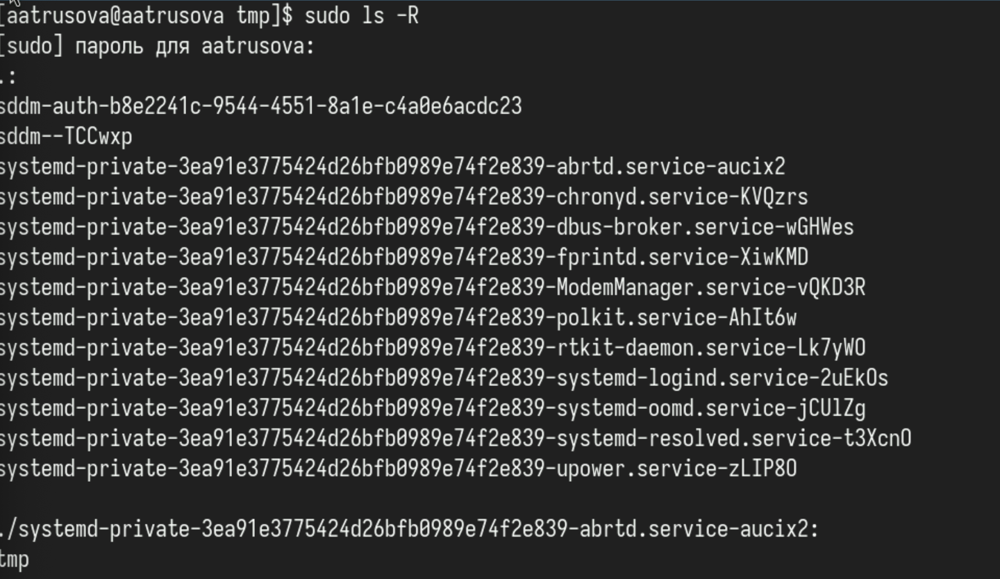 [aatrusova@aatrusova tmp]$ sudo ls -R
[sudo] пароль для aatrusova:
.:
sddm-auth-b8e2241c-9544-4551-8a1e-c4a0e6acdc23
sddm--TCCwxp
systemd-private-3ea91e3775424d26bfb0989e74f2e839-abrtd.service-aucix2
systemd-private-3ea91e3775424d26bfb0989e74f2e839-chronyd.service-KVQzrs
systemd-private-3ea91e3775424d26bfb0989e74f2e839-dbus-broker.service-wGHWes
systemd-private-3ea91e3775424d26bfb0989e74f2e839-fprintd.service-XiwKMD
systemd-private-3ea91e3775424d26bfb0989e74f2e839-ModemManager.service-vQKD3R
systemd-private-3ea91e3775424d26bfb0989e74f2e839-polkit.service-AhIt6w
systemd-private-3ea91e3775424d26bfb0989e74f2e839-rtkit-daemon.service-Lk7yWO
systemd-private-3ea91e3775424d26bfb0989e74f2e839-systemd-logind.service-2uEkOs
systemd-private-3ea91e3775424d26bfb0989e74f2e839-systemd-oomd.service-jCUlZg
systemd-private-3ea91e3775424d26bfb0989e74f2e839-systemd-resolved.service-t3XcnO
systemd-private-3ea91e3775424d26bfb0989e74f2e839-upower.service-zLIP8O
./systemd-private-3ea91e3775424d26bfb0989e74f2e839-abrtd.service-aucix2:
tmp